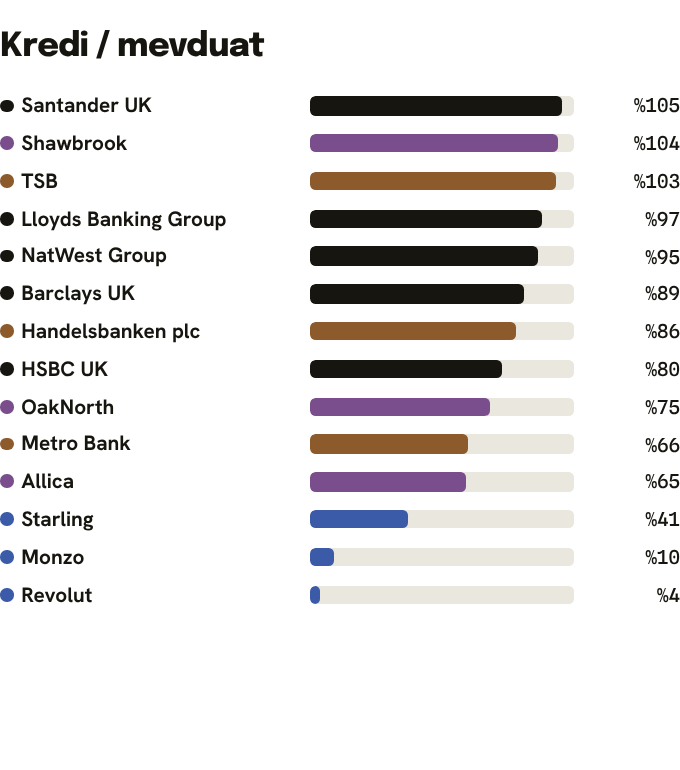 Kredi / mevduat
Santander UK %105
Shawbrook %104
TSB %103
Lloyds Banking Group %97
NatWest Group %95
Barclays UK %89
Handelsbanken plc %86
HSBC UK %80
OakNorth %75
Metro Bank %66
Allica %65
Starling %41
Monzo %10
Revolut %4